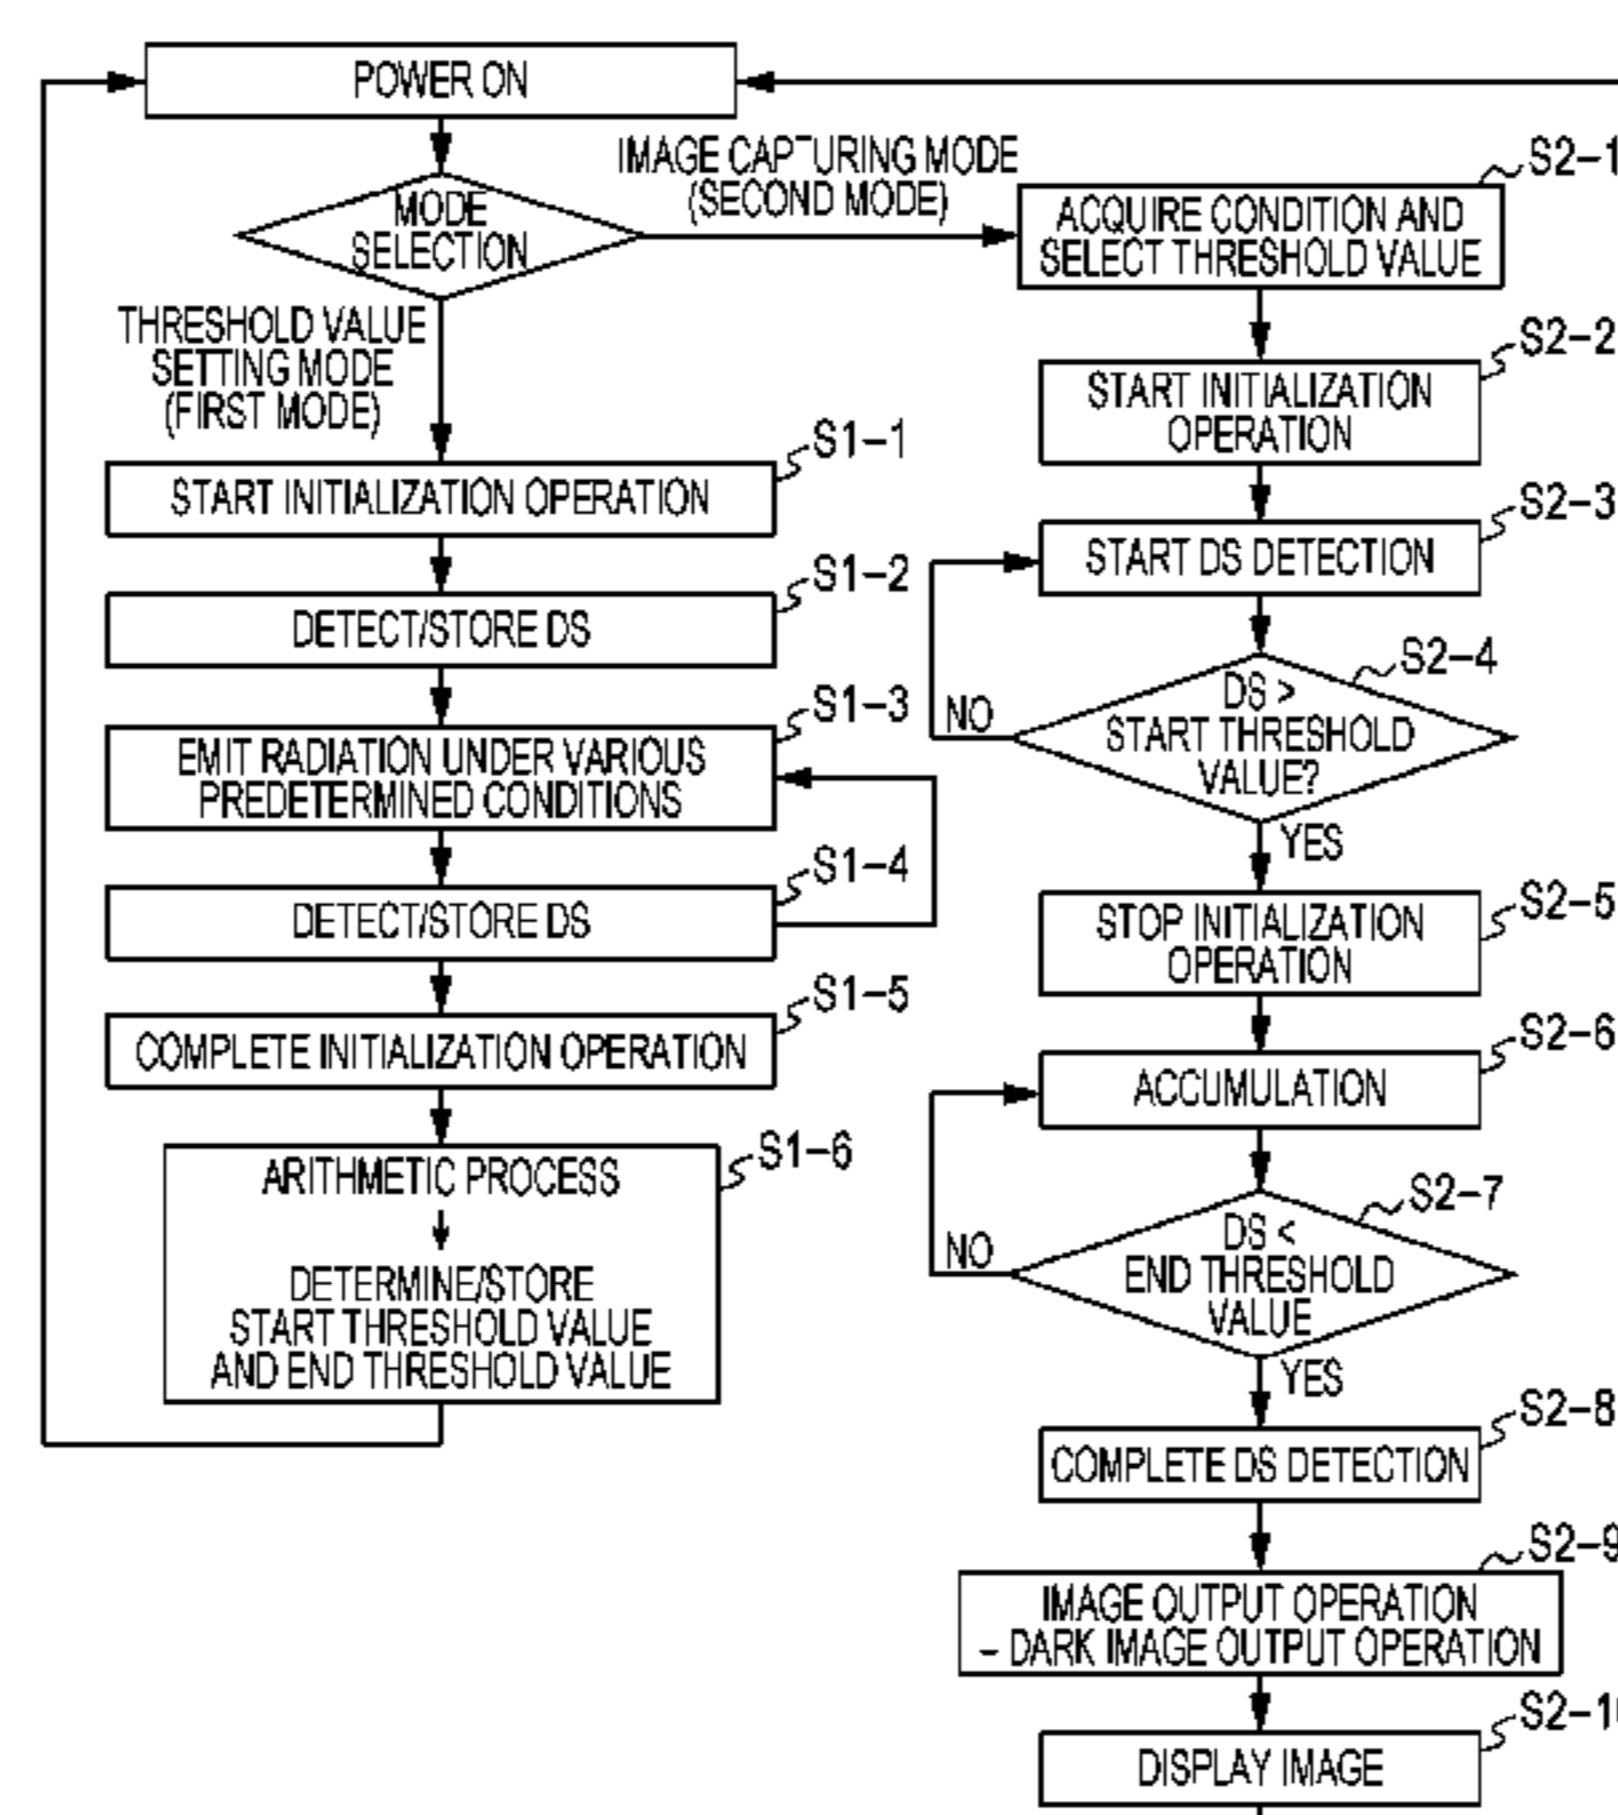 POWER ON
MODE
SELECTION
IMAGE CAPTURING MODE
(SECOND MODE)
THRESHOLD VALUE
SETTING MODE
(FIRST MODE)
S1-1
START INITIALIZATION OPERATION
S1-2
DETECT/STORE DS
S1-3
EMIT RADIATION UNDER VARIOUS
PREDETERMINED CONDITIONS
S1-4
DETECT/STORE DS
S1-5
COMPLETE INITIALIZATION OPERATION
S1-6
ARITHMETIC PROCESS
DETERMINE/STORE
START THRESHOLD VALUE
AND END THRESHOLD VALUE
S2-1
ACQUIRE CONDITION AND
SELECT THRESHOLD VALUE
S2-2
START INITIALIZATION
OPERATION
S2-3
START DS DETECTION
S2-4
DS >
START THRESHOLD
VALUE?
NO
YES
S2-5
STOP INITIALIZATION
OPERATION
S2-6
ACCUMULATION
S2-7
DS <
END THRESHOLD
VALUE
NO
YES
S2-8
COMPLETE DS DETECTION
S2-9
IMAGE OUTPUT OPERATION
- DARK IMAGE OUTPUT OPERATION
S2-10
DISPLAY IMAGE